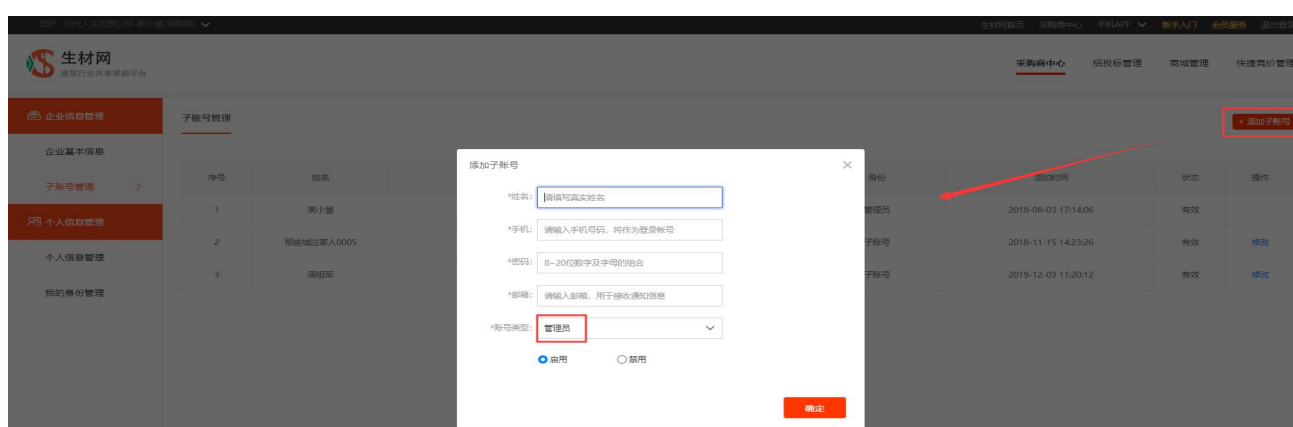 生材网首页 采购商中心 手机APP 新手入门 会员服务
生材网
建筑行业共享采购平台
采购商中心 招投标管理 商城管理 快捷竞价管理
企业信息管理
企业基本信息
子账号管理
个人信息管理
个人信息管理
我的身份管理
子账号管理
+ 添加子账号
序号 姓名 身份 添加时间 状态 操作
1 高小慧 管理员 2018-08-03 17:14:06 有效
2 那座城这家人0005 子账号 2018-11-15 14:23:26 有效 修改
3 子账号 2019-12-03 11:20:12 有效 修改
添加子账号
*姓名: 请填写真实姓名
*手机: 请输入手机号码，将作为登录帐号
*密码: 8~20位数字及字母的组合
*邮箱: 请输入邮箱，用于接收通知信息
*账号类型: 管理员
启用 禁用
确定